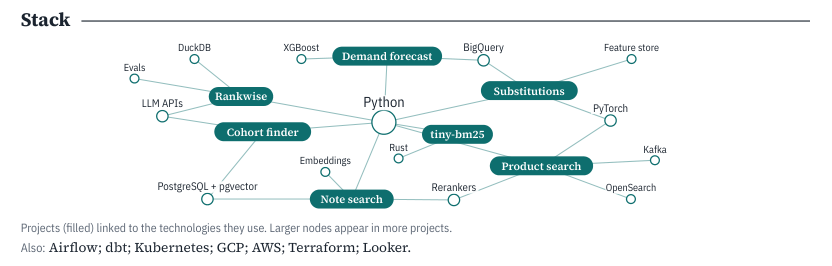 Stack
DuckDB
XGBoost
Demand forecast
BigQuery
Feature store
Evals
Rankwise
Substitutions
LLM APIs
Python
PyTorch
Cohort finder
tiny-bm25
Rust
Kafka
Embeddings
Product search
PostgreSQL + pgvector
Rerankers
OpenSearch
Note search
Projects (filled) linked to the technologies they use. Larger nodes appear in more projects.
Also: Airflow; dbt; Kubernetes; GCP; AWS; Terraform; Looker.